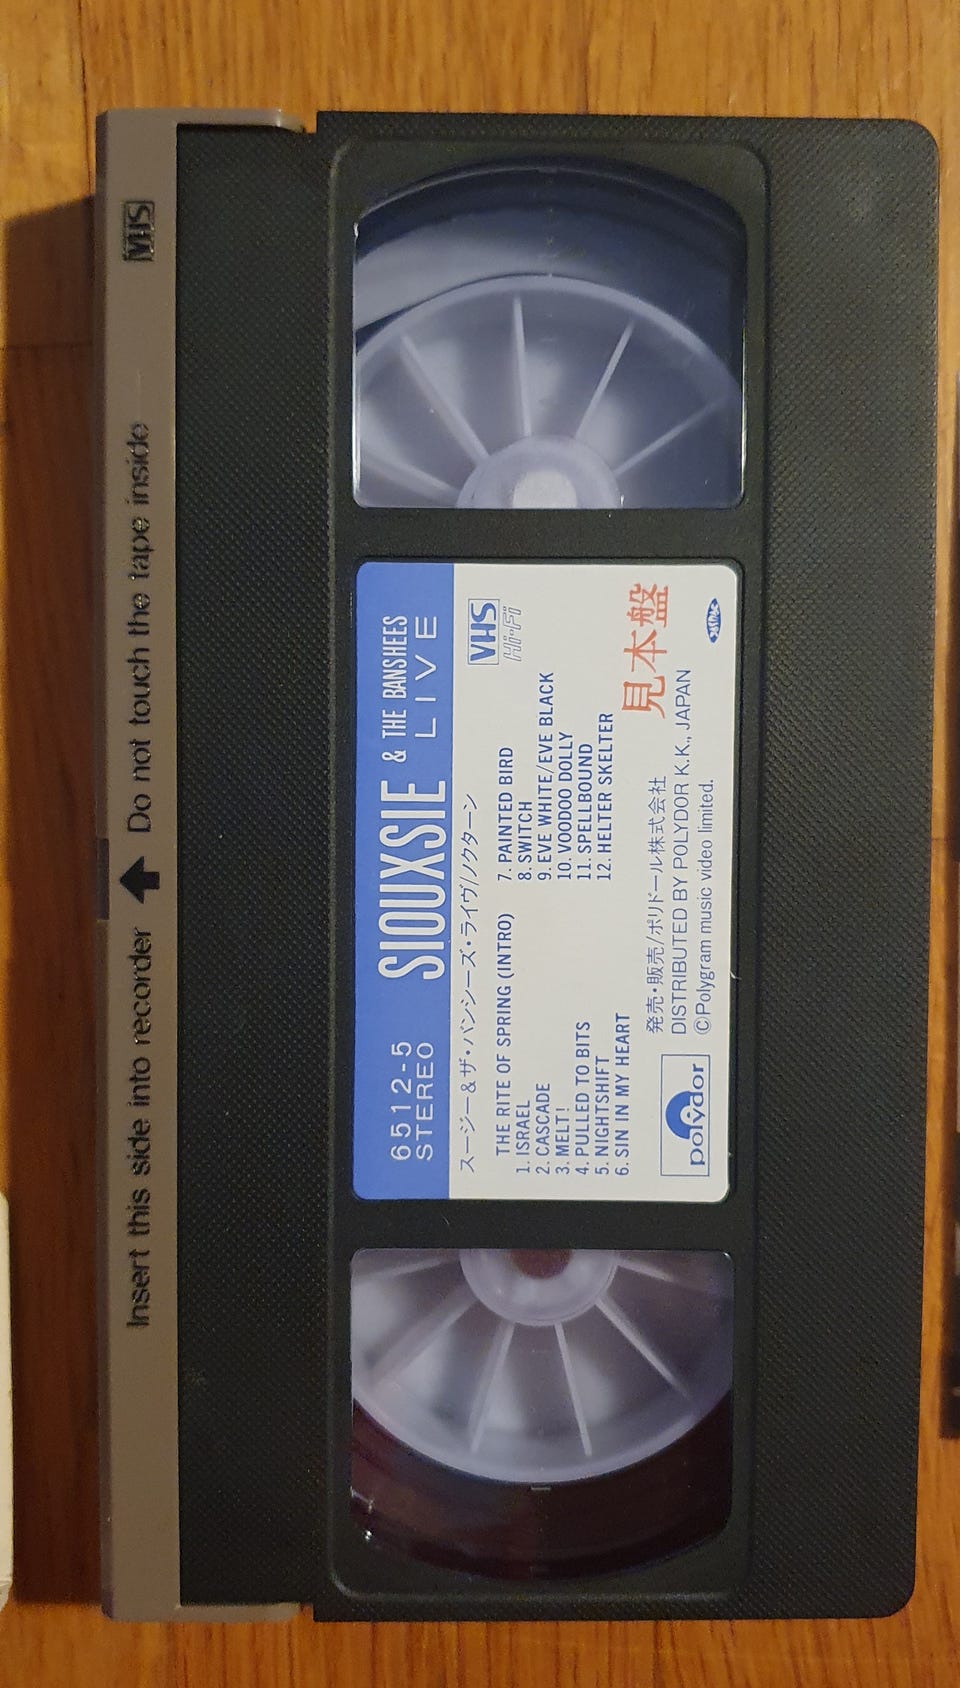 VHS
Insert this side into recorder ⬆ Do not touch the tape inside
6512-5
STEREO
SIOUXSIE & THE BANSHEES
LIVE
スージー&ザ・バンシーズ・ライヴ/ノクターン
THE RITE OF SPRING (INTRO)
1. ISRAEL
2. CASCADE
3. MELT!
4. PULLED TO BITS
5. NIGHTSHIFT
6. SIN IN MY HEART
7. PAINTED BIRD
8. SWITCH
9. EVE WHITE/EVE BLACK
10. VOODOO DOLLY
11. SPELLBOUND
12. HELTER SKELTER
VHS
Hi-Fi
見本盤
polydor
発売・販売/ポリドール株式会社
DISTRIBUTED BY POLYDOR K.K., JAPAN
©Polygram music video limited.